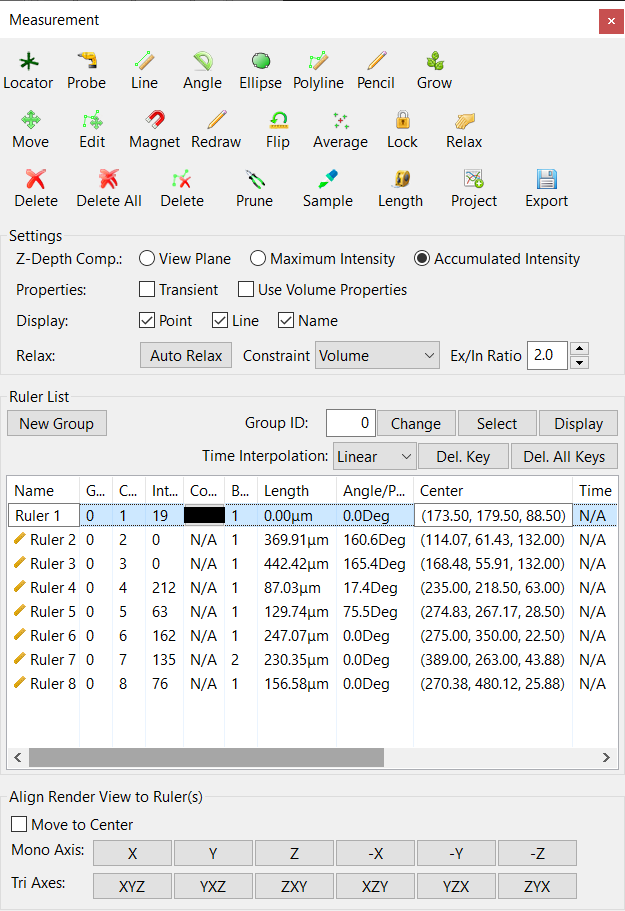 Measurement
Locator Probe Line Angle Ellipse Polyline Pencil Grow
Move Edit Magnet Redraw Flip Average Lock Relax
Delete Delete All Delete Prune Sample Length Project Export
Settings
Z-Depth Comp.: View Plane Maximum Intensity Accumulated Intensity
Properties: Transient Use Volume Properties
Display: Point Line Name
Relax: Auto Relax Constraint Volume Ex/In Ratio 2.0
Ruler List
New Group Group ID: 0 Change Select Display
Time Interpolation: Linear Del. Key Del. All Keys
Name G... C... Int... Co... B... Length Angle/P... Center Time
Ruler 1 0 1 19 1 0.00µm 0.0Deg (173.50, 179.50, 88.50) N/A
Ruler 2 0 2 0 N/A 1 369.91µm 160.6Deg (114.07, 61.43, 132.00) N/A
Ruler 3 0 3 0 N/A 1 442.42µm 165.4Deg (168.48, 55.91, 132.00) N/A
Ruler 4 0 4 212 N/A 1 87.03µm 17.4Deg (235.00, 218.50, 63.00) N/A
Ruler 5 0 5 63 N/A 1 129.74µm 75.5Deg (274.83, 267.17, 28.50) N/A
Ruler 6 0 6 162 N/A 1 247.07µm 0.0Deg (275.00, 350.00, 22.50) N/A
Ruler 7 0 7 135 N/A 2 230.35µm 0.0Deg (389.00, 263.00, 43.88) N/A
Ruler 8 0 8 76 N/A 1 156.58µm 0.0Deg (270.38, 480.12, 25.88) N/A
Align Render View to Ruler(s)
Move to Center
Mono Axis: X Y Z -X -Y -Z
Tri Axes: XYZ YXZ ZXY XZY YZX ZYX